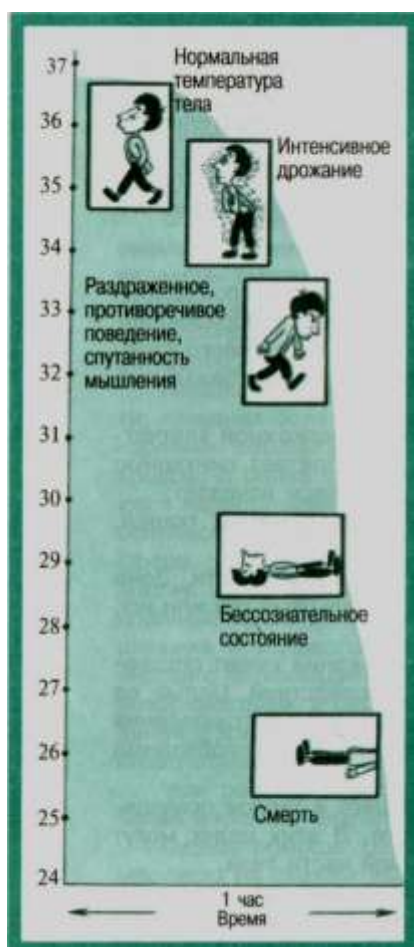 37
Нормальная
температура
тела
36
Интенсивное
дрожание
35
34
Раздраженное,
противоречивое
поведение,
спутанность
мышления
33
32
31
30
29
Бессознательное
состояние
28
27
26
25
Смерть
24
1 час
Время